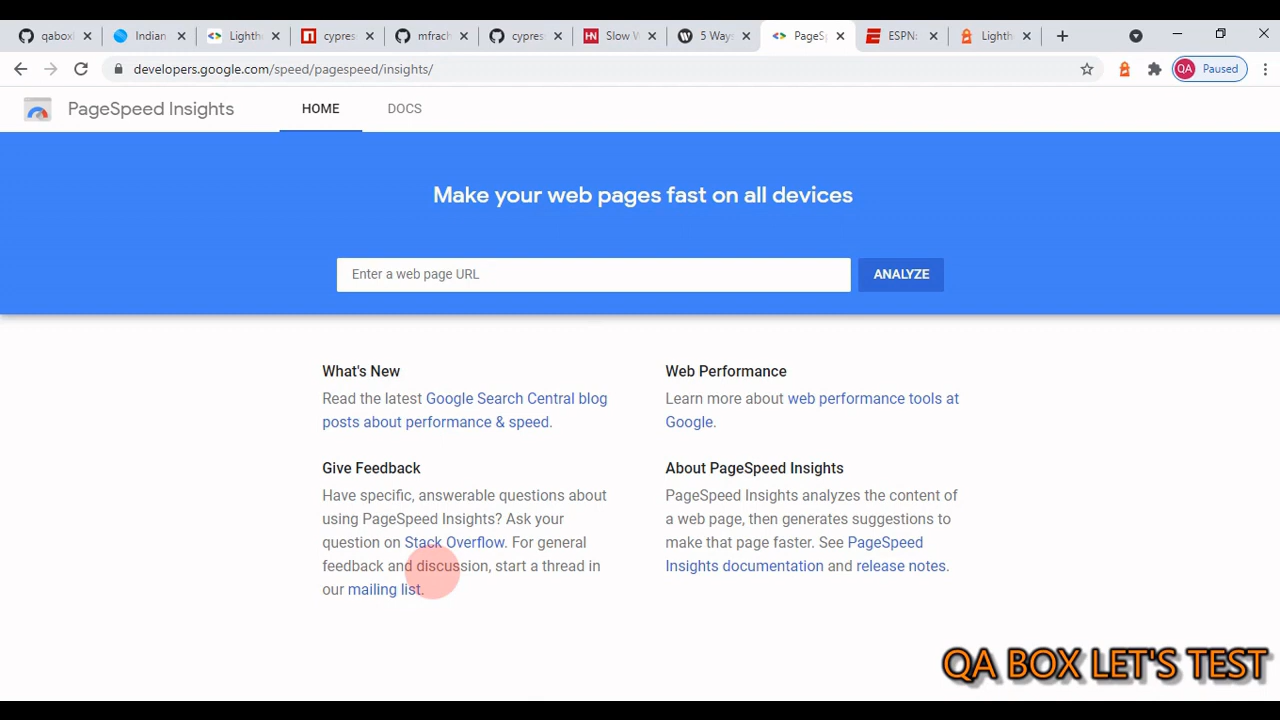 qaboxl
Indian
Lighth
cypres
mfrach
cypres
Slow W
5 Ways
PageSp
ESPN:
Lighth
developers.google.com/speed/pagespeed/insights/
QA
Paused
PageSpeed Insights
HOME
DOCS
Make your web pages fast on all devices
Enter a web page URL
ANALYZE
What's New
Read the latest Google Search Central blog
posts about performance & speed.
Web Performance
Learn more about web performance tools at
Google.
Give Feedback
Have specific, answerable questions about
using PageSpeed Insights? Ask your
question on Stack Overflow. For general
feedback and discussion, start a thread in
our mailing list.
About PageSpeed Insights
PageSpeed Insights analyzes the content of
a web page, then generates suggestions to
make that page faster. See PageSpeed
Insights documentation and release notes.
QA BOX LET'S TEST